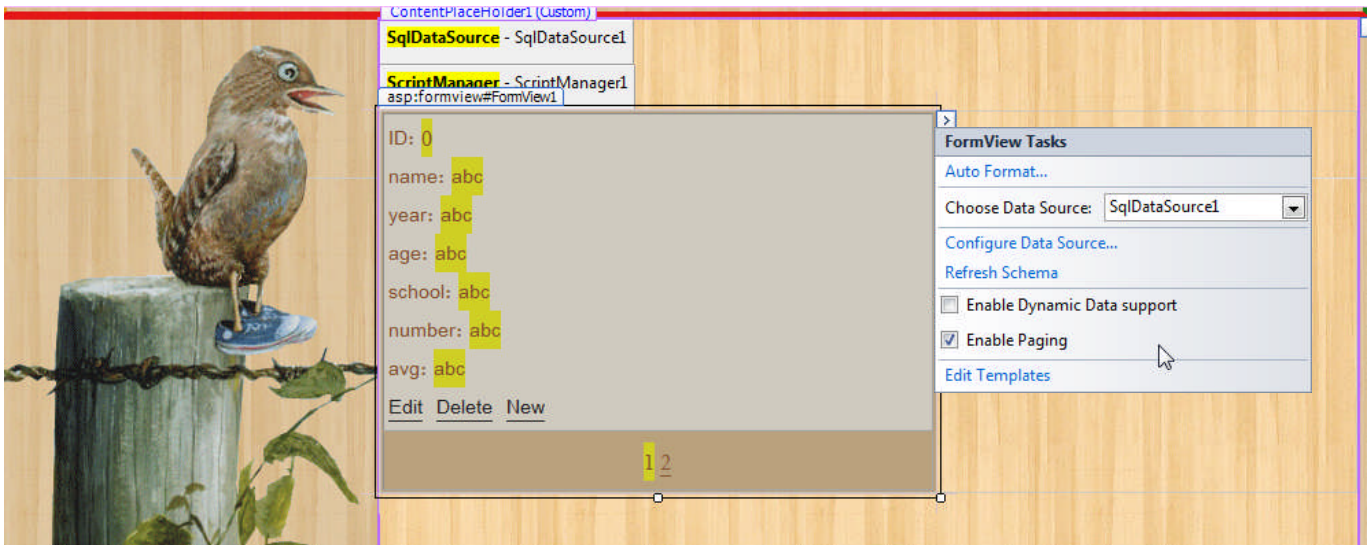 ContentPlaceHolder1 (Custom)
SqlDataSource - SqlDataSource1
ScriptManager - ScriptManager1
asp:formview#FormView1
ID: 0
name: abc
year: abc
age: abc
school: abc
number: abc
avg: abc
Edit Delete New
1 2
FormView Tasks
Auto Format...
Choose Data Source: SqlDataSource1
Configure Data Source...
Refresh Schema
Enable Dynamic Data support
Enable Paging
Edit Templates